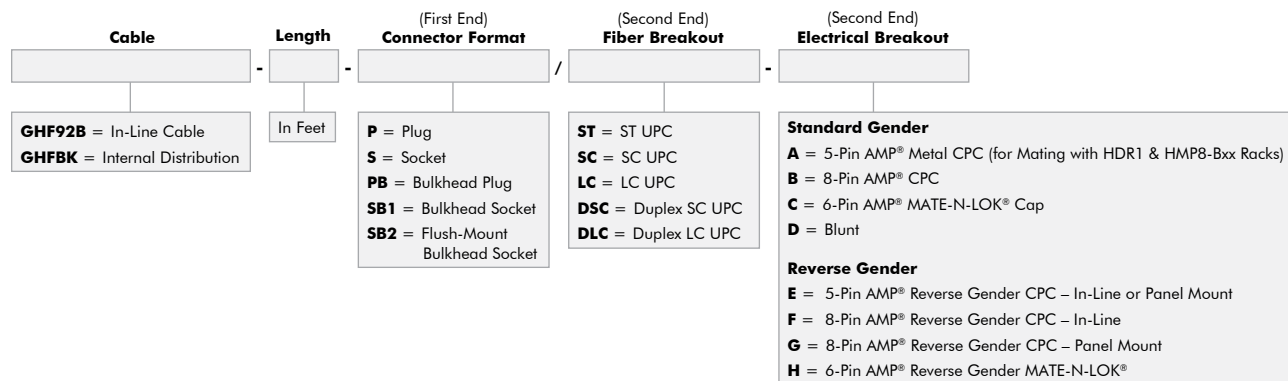 Cable
Length
(First End)
Connector Format
(Second End)
Fiber Breakout
(Second End)
Electrical Breakout
- - / -
GHF92B = In-Line Cable
GHFBK = Internal Distribution
In Feet
P = Plug
S = Socket
PB = Bulkhead Plug
SB1 = Bulkhead Socket
SB2 = Flush-Mount
Bulkhead Socket
ST = ST UPC
SC = SC UPC
LC = LC UPC
DSC = Duplex SC UPC
DLC = Duplex LC UPC
Standard Gender
A = 5-Pin AMP® Metal CPC (for Mating with HDR1 & HMP8-Bxx Racks)
B = 8-Pin AMP® CPC
C = 6-Pin AMP® MATE-N-LOK® Cap
D = Blunt
Reverse Gender
E = 5-Pin AMP® Reverse Gender CPC – In-Line or Panel Mount
F = 8-Pin AMP® Reverse Gender CPC – In-Line
G = 8-Pin AMP® Reverse Gender CPC – Panel Mount
H = 6-Pin AMP® Reverse Gender MATE-N-LOK®